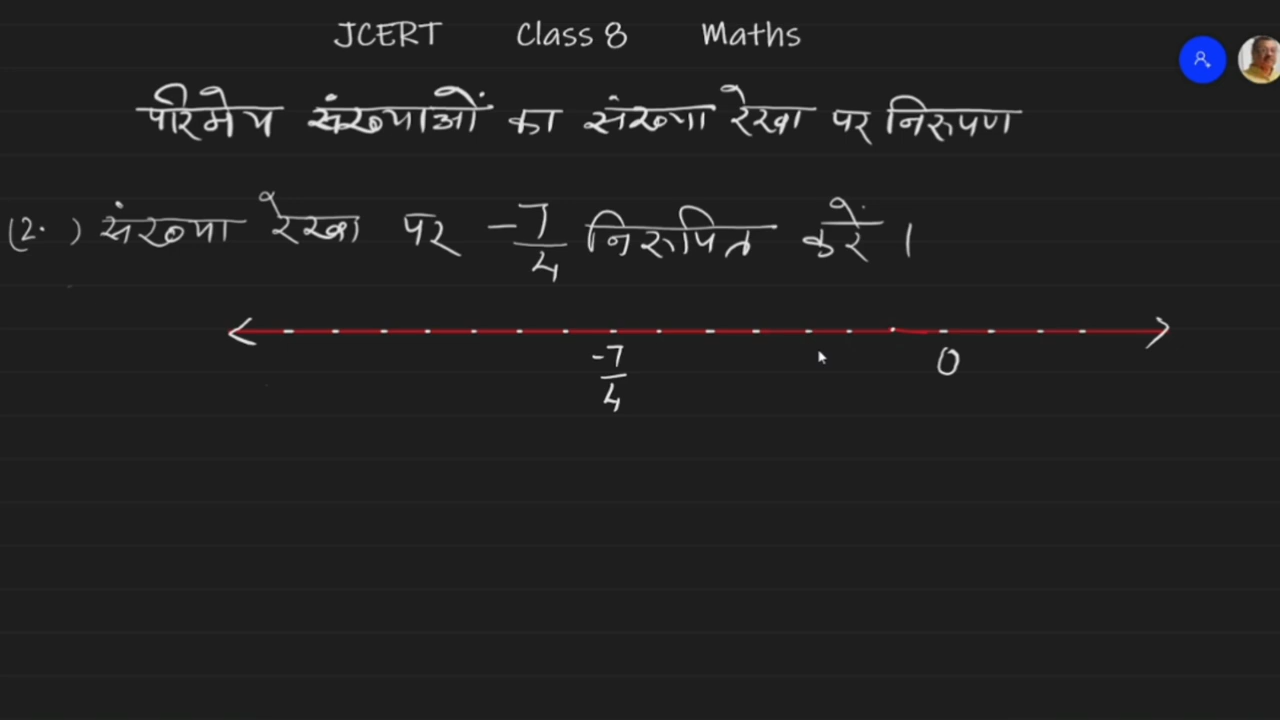 JCERT Class 8 Maths
परिमेय संख्याओं का संख्या रेखा पर निरुपण
(2.) संख्या रेखा पर -7/4 निरुपित करें ।
-7/4 0